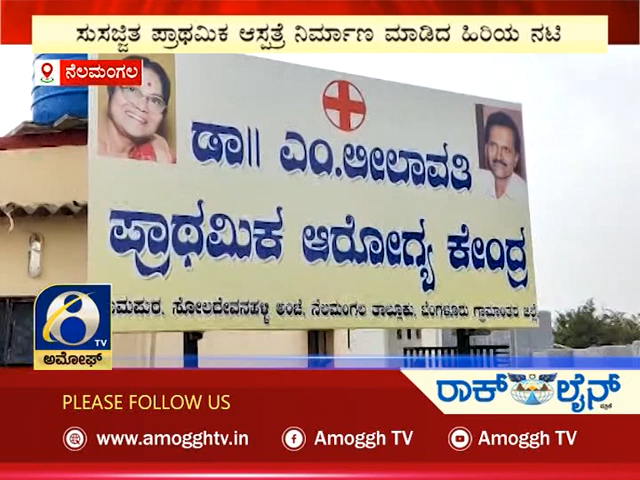 ಸುಸಜ್ಜಿತ ಪ್ರಾಥಮಿಕ ಆಸ್ಪತ್ರೆ ನಿರ್ಮಾಣ ಮಾಡಿದ ಹಿರಿಯ ನಟಿ
ನೆಲಮಂಗಲ
ಡಾ|| ಎಂ.ಲೀಲಾವತಿ
ಪ್ರಾಥಮಿಕ ಆರೋಗ್ಯ ಕೇಂದ್ರ
ಸೋಲದೇವನಹಳ್ಳಿ ಅಂಚೆ, ನೆಲಮಂಗಲ ತಾಲ್ಲೂಕು, ಬೆಂಗಳೂರು ಗ್ರಾಮಾಂತರ ಜಿಲ್ಲೆ
TV
ಅಮೋಘ್
ರಾಕ್ ಲೈನ್
PLEASE FOLLOW US
www.amogghtv.in
Amoggh TV
Amoggh TV